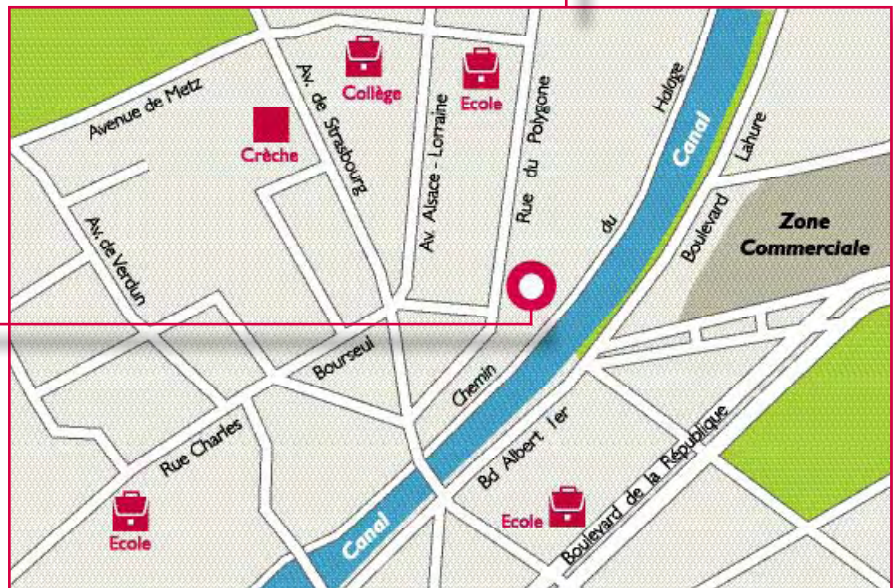 Avenue de Metz
Av. de Strasbourg
Collège
Ecole
Crèche
Av. Alsace - Lorraine
Rue du Polygone
Chemin du Hologe
Canal
Boulevard Lahure
Zone
Commerciale
Av. de Verdun
Rue Charles Bourseul
Bd Albert 1er
Boulevard de la République
Ecole
Ecole
Canal